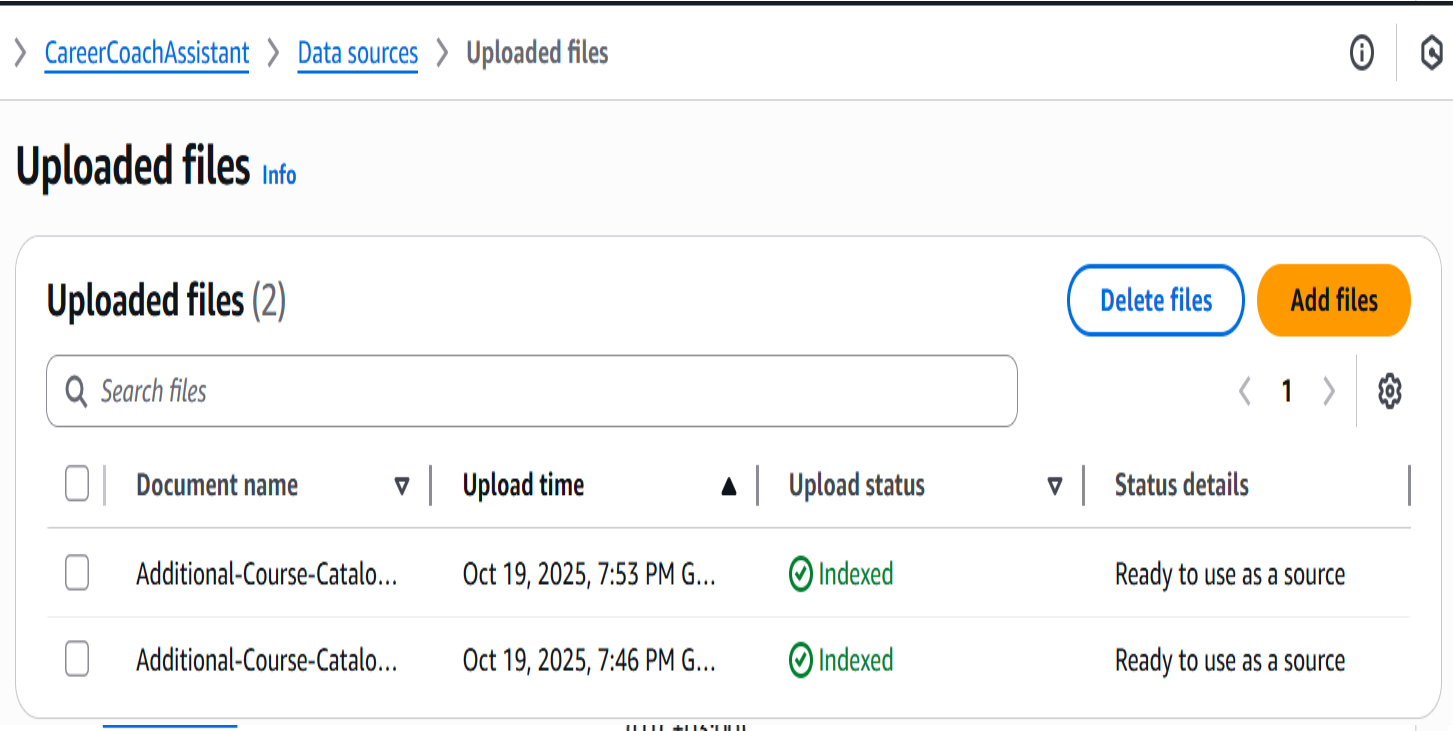 CareerCoachAssistant > Data sources > Uploaded files
Uploaded files Info
Uploaded files (2)
Delete files Add files
Search files
1
Document name Upload time Upload status Status details
Additional-Course-Catalo... Oct 19, 2025, 7:53 PM G... Indexed Ready to use as a source
Additional-Course-Catalo... Oct 19, 2025, 7:46 PM G... Indexed Ready to use as a source